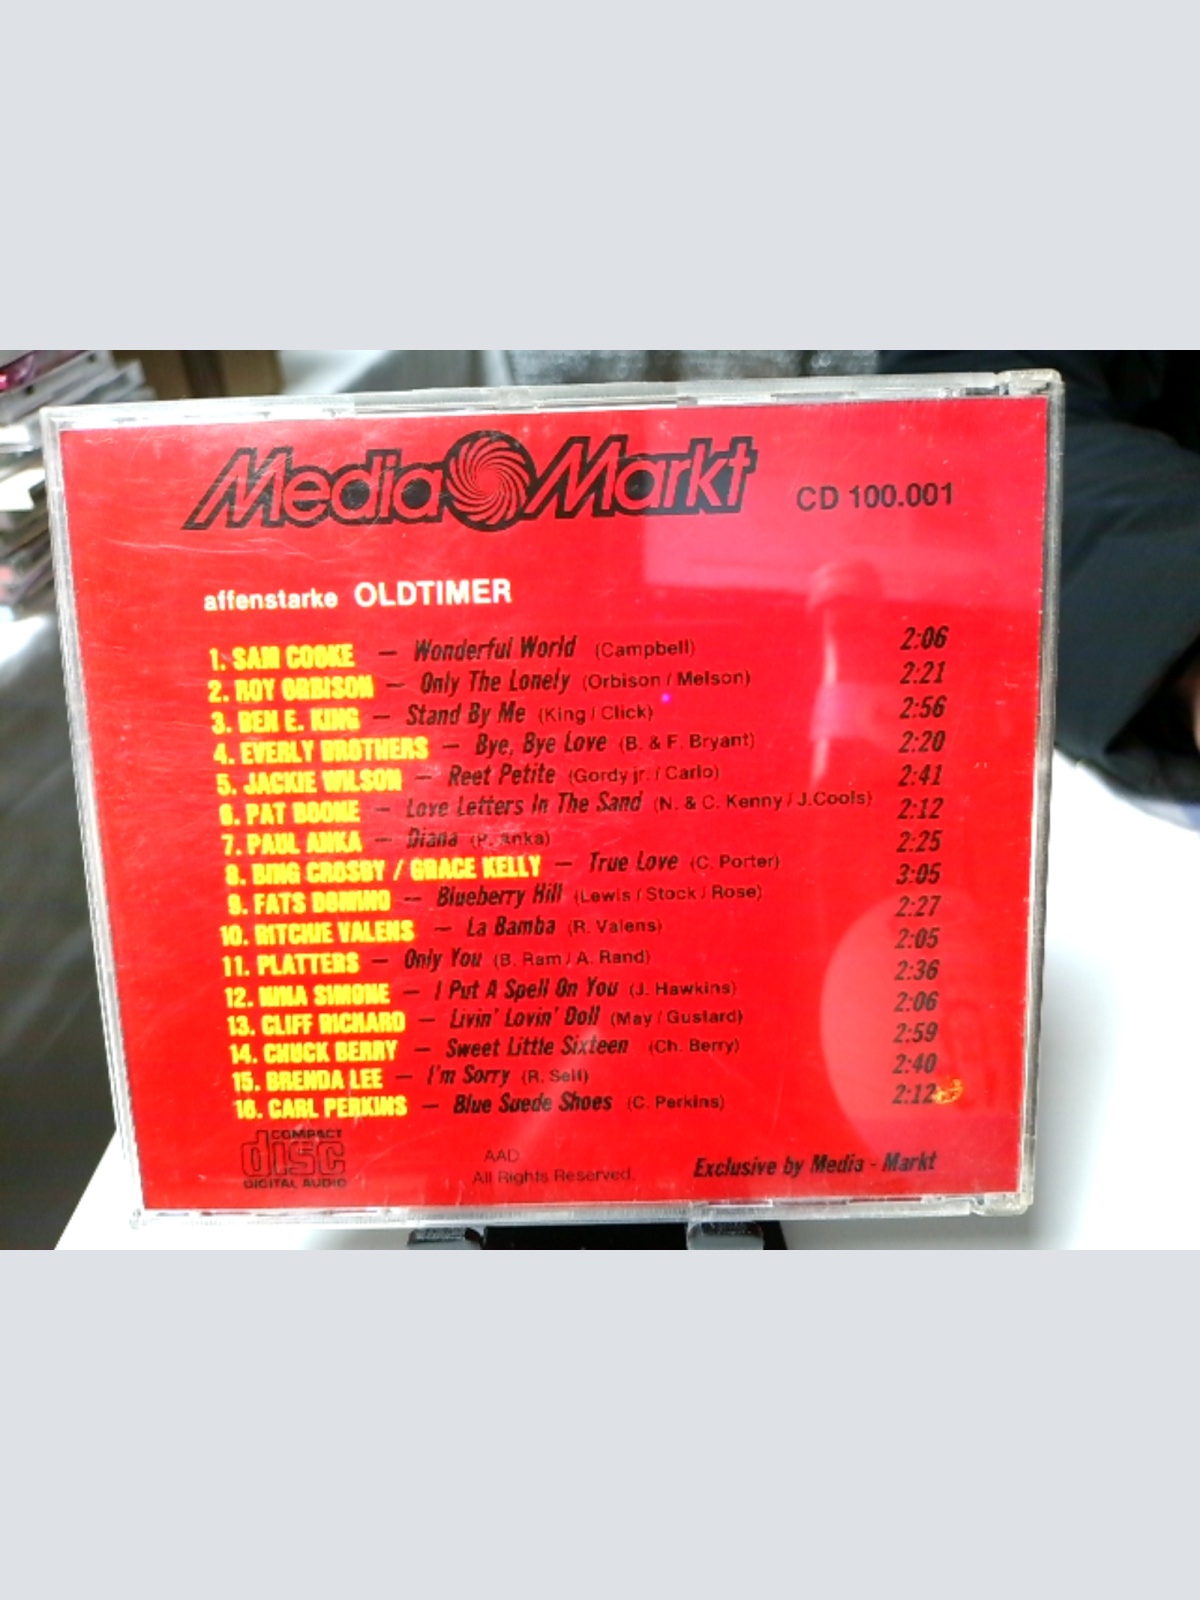 Media Markt CD 100.001
affenstarke OLDTIMER
1. SAM COOKE — Wonderful World (Campbell) 2:06
2. ROY ORBISON — Only The Lonely (Orbison / Melson) 2:21
3. BEN E. KING — Stand By Me (King / Click) 2:56
4. EVERLY BROTHERS — Bye, Bye Love (B. & F. Bryant) 2:20
5. JACKIE WILSON — Reet Petite (Gordy jr. / Carlo) 2:41
6. PAT BOONE — Love Letters In The Sand (N. & C. Kenny / J.Cools) 2:12
7. PAUL ANKA — Diana (P. Anka) 2:25
8. BING CROSBY / GRACE KELLY — True Love (C. Porter) 3:05
9. FATS DOMINO — Blueberry Hill (Lewis / Stock / Rose) 2:27
10. RITCHIE VALENS — La Bamba (R. Valens) 2:05
11. PLATTERS — Only You (B. Ram / A. Rand) 2:36
12. NINA SIMONE — I Put A Spell On You (J. Hawkins) 2:06
13. CLIFF RICHARD — Livin' Lovin' Doll (May / Gustard) 2:59
14. CHUCK BERRY — Sweet Little Sixteen (Ch. Berry) 2:40
15. BRENDA LEE — I'm Sorry (R. Self) 2:12
16. CARL PERKINS — Blue Suede Shoes (C. Perkins)
COMPACT
disc
DIGITAL AUDIO
AAD
All Rights Reserved.
Exclusive by Media - Markt